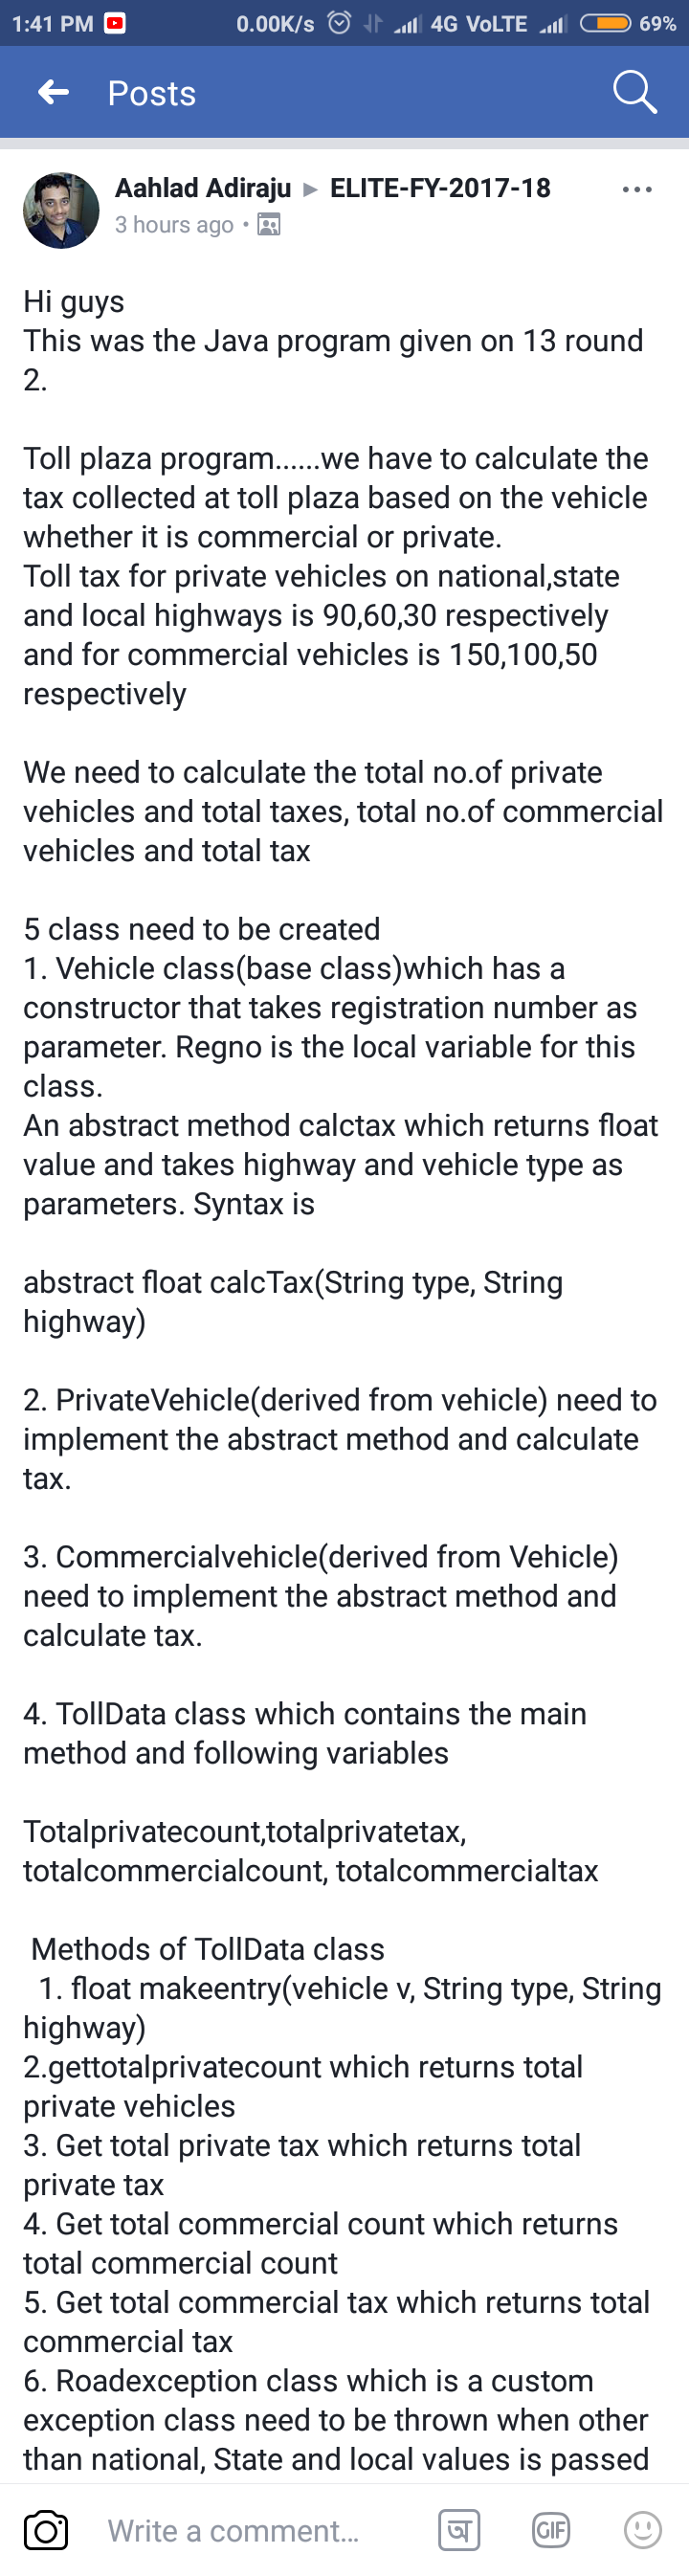 1:41 PM 0.00K/s 4G VoLTE 69%
Posts
Aahlad Adiraju ▶ ELITE-FY-2017-18
3 hours ago •
Hi guys
This was the Java program given on 13 round
2.
Toll plaza program......we have to calculate the
tax collected at toll plaza based on the vehicle
whether it is commercial or private.
Toll tax for private vehicles on national,state
and local highways is 90,60,30 respectively
and for commercial vehicles is 150,100,50
respectively
We need to calculate the total no.of private
vehicles and total taxes, total no.of commercial
vehicles and total tax
5 class need to be created
1. Vehicle class(base class)which has a
constructor that takes registration number as
parameter. Regno is the local variable for this
class.
An abstract method calctax which returns float
value and takes highway and vehicle type as
parameters. Syntax is
abstract float calcTax(String type, String
highway)
2. PrivateVehicle(derived from vehicle) need to
implement the abstract method and calculate
tax.
3. Commercialvehicle(derived from Vehicle)
need to implement the abstract method and
calculate tax.
4. TollData class which contains the main
method and following variables
Totalprivatecount,totalprivatetax,
totalcommercialcount, totalcommercialtax
Methods of TollData class
1. float makeentry(vehicle v, String type, String
highway)
2.gettotalprivatecount which returns total
private vehicles
3. Get total private tax which returns total
private tax
4. Get total commercial count which returns
total commercial count
5. Get total commercial tax which returns total
commercial tax
6. Roadexception class which is a custom
exception class need to be thrown when other
than national, State and local values is passed
Write a comment... अ GIF